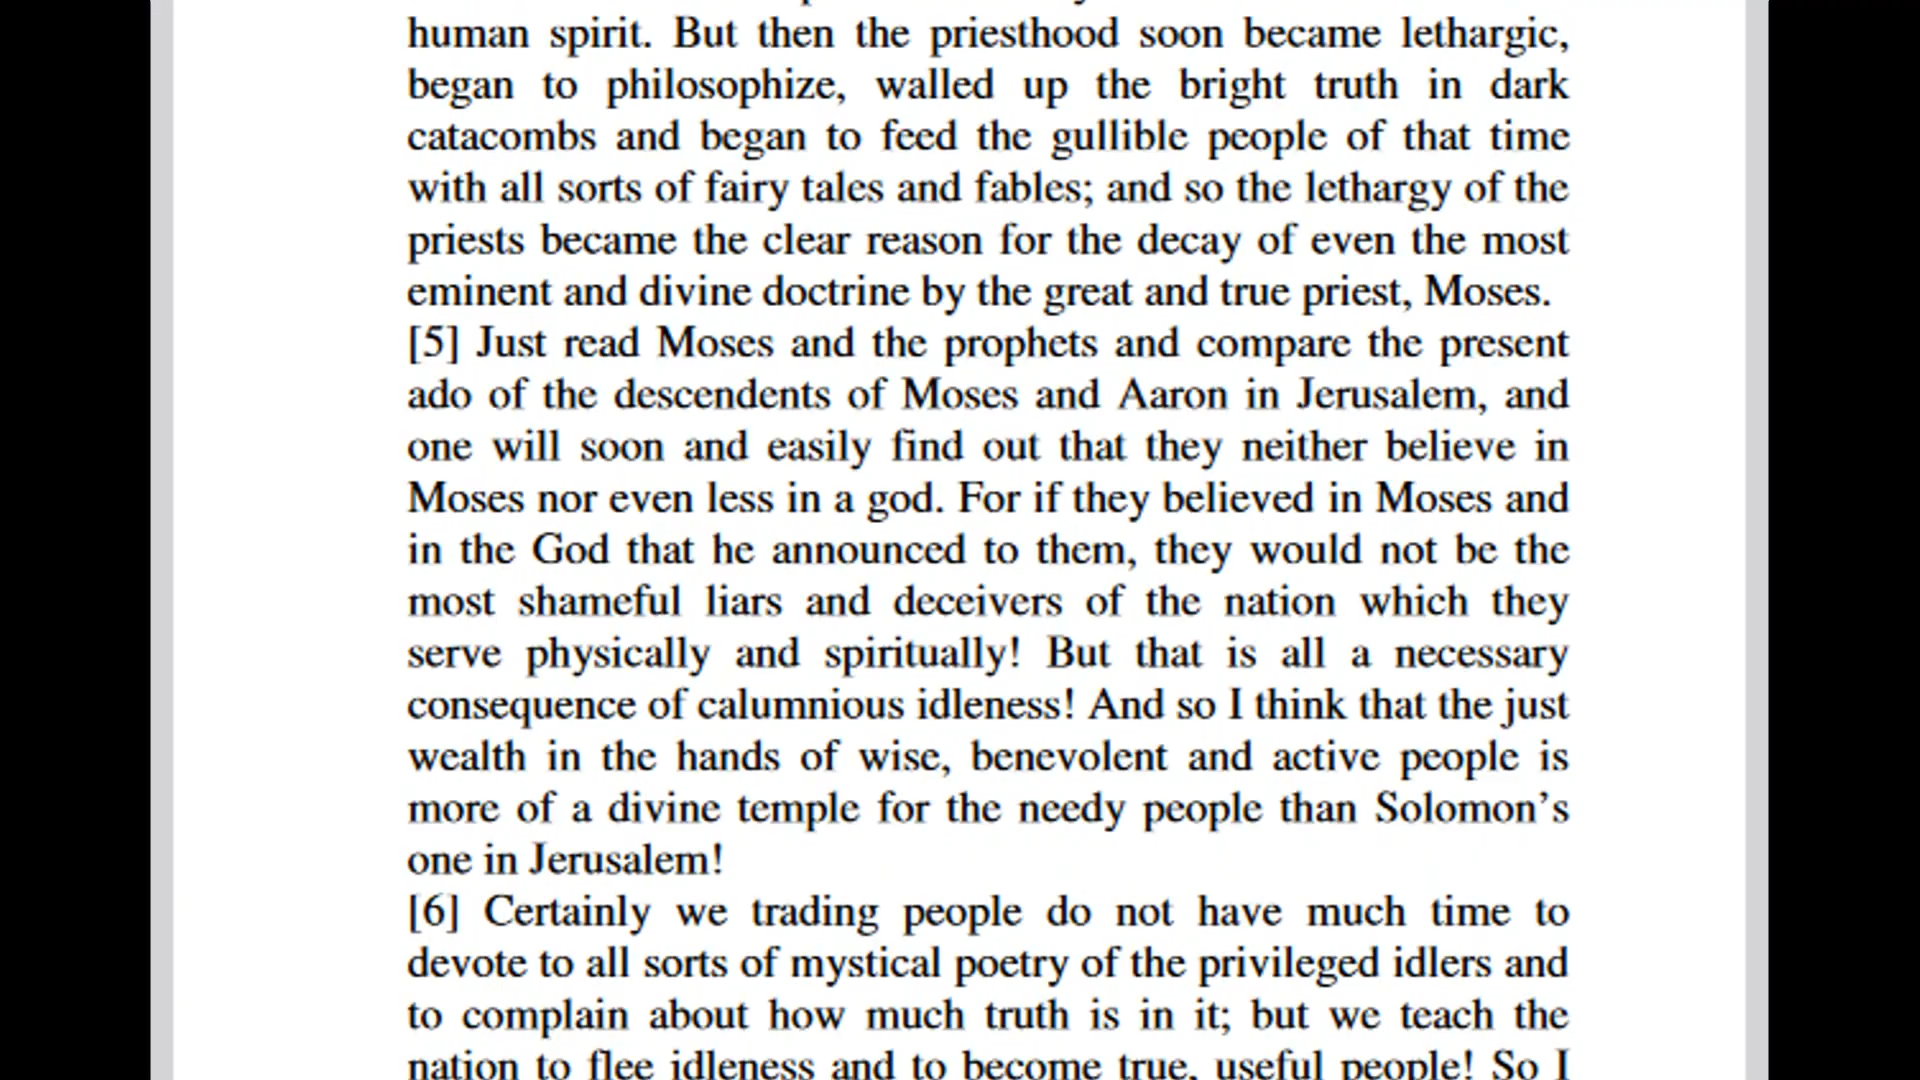 human spirit. But then the priesthood soon became lethargic,
began to philosophize, walled up the bright truth in dark
catacombs and began to feed the gullible people of that time
with all sorts of fairy tales and fables; and so the lethargy of the
priests became the clear reason for the decay of even the most
eminent and divine doctrine by the great and true priest, Moses.
[5] Just read Moses and the prophets and compare the present
ado of the descendents of Moses and Aaron in Jerusalem, and
one will soon and easily find out that they neither believe in
Moses nor even less in a god. For if they believed in Moses and
in the God that he announced to them, they would not be the
most shameful liars and deceivers of the nation which they
serve physically and spiritually! But that is all a necessary
consequence of calumnious idleness! And so I think that the just
wealth in the hands of wise, benevolent and active people is
more of a divine temple for the needy people than Solomon’s
one in Jerusalem!
[6] Certainly we trading people do not have much time to
devote to all sorts of mystical poetry of the privileged idlers and
to complain about how much truth is in it; but we teach the
nation to flee idleness and to become true, useful people! So I